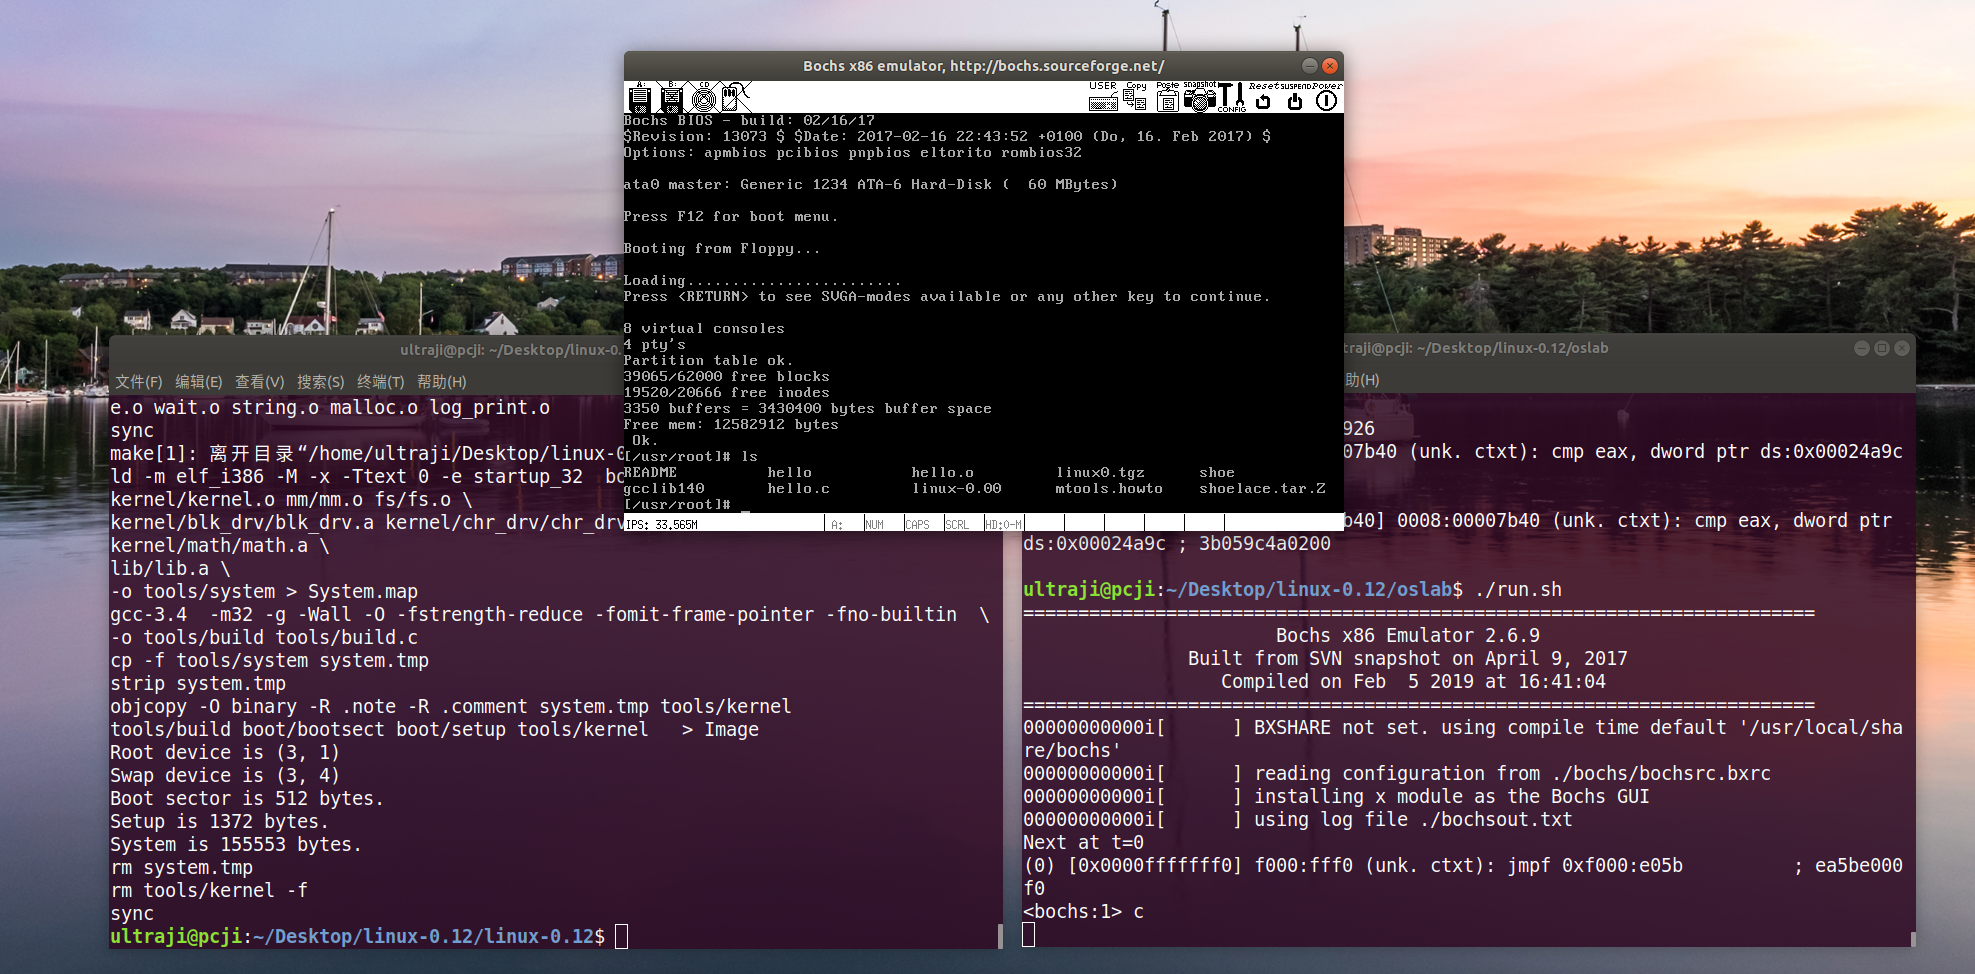 Bochs x86 emulator, http://bochs.sourceforge.net/
A: B: CD USER Copy Paste snapshot CONFIG Reset SUSPEND Power
Bochs BIOS - build: 02/16/17
$Revision: 13073 $ $Date: 2017-02-16 22:43:52 +0100 (Do, 16. Feb 2017) $
Options: apmbios pcibios pnpbios eltorito rombios32
ata0 master: Generic 1234 ATA-6 Hard-Disk (  60 MBytes)
Press F12 for boot menu.
Booting from Floppy...
Loading........................
Press <RETURN> to see SVGA-modes available or any other key to continue.
8 virtual consoles
4 pty's
Partition table ok.
39065/62000 free blocks
19520/20666 free inodes
3350 buffers = 3430400 bytes buffer space
Free mem: 12582912 bytes
Ok.
[/usr/root]# ls
README hello hello.o linux0.tgz shoe
gcclib140 hello.c linux-0.00 mtools.howto shoelace.tar.Z
[/usr/root]#
IPS: 33.565M A: NUM CAPS SCRL HD:0-M
ultraji@pcji: ~/Desktop/linux-0.
文件(F) 编辑(E) 查看(V) 搜索(S) 终端(T) 帮助(H)
e.o wait.o string.o malloc.o log_print.o
sync
make[1]: 离开目录“/home/ultraji/Desktop/linux-0
ld -m elf_i386 -M -x -Ttext 0 -e startup_32 bo
kernel/kernel.o mm/mm.o fs/fs.o \
kernel/blk_drv/blk_drv.a kernel/chr_drv/chr_drv
kernel/math/math.a \
lib/lib.a \
-o tools/system > System.map
gcc-3.4  -m32 -g -Wall -O -fstrength-reduce -fomit-frame-pointer -fno-builtin  \
-o tools/build tools/build.c
cp -f tools/system system.tmp
strip system.tmp
objcopy -O binary -R .note -R .comment system.tmp tools/kernel
tools/build boot/bootsect boot/setup tools/kernel   > Image
Root device is (3, 1)
Swap device is (3, 4)
Boot sector is 512 bytes.
Setup is 1372 bytes.
System is 155553 bytes.
rm system.tmp
rm tools/kernel -f
sync
ultraji@pcji:~/Desktop/linux-0.12/linux-0.12$
traji@pcji: ~/Desktop/linux-0.12/oslab
助(H)
926
07b40 (unk. ctxt): cmp eax, dword ptr ds:0x00024a9c
b40] 0008:00007b40 (unk. ctxt): cmp eax, dword ptr
ds:0x00024a9c ; 3b059c4a0200
ultraji@pcji:~/Desktop/linux-0.12/oslab$ ./run.sh
========================================================================
Bochs x86 Emulator 2.6.9
Built from SVN snapshot on April 9, 2017
Compiled on Feb  5 2019 at 16:41:04
========================================================================
00000000000i[      ] BXSHARE not set. using compile time default '/usr/local/sha
re/bochs'
00000000000i[      ] reading configuration from ./bochs/bochsrc.bxrc
00000000000i[      ] installing x module as the Bochs GUI
00000000000i[      ] using log file ./bochsout.txt
Next at t=0
(0) [0x0000fffffff0] f000:fff0 (unk. ctxt): jmpf 0xf000:e05b          ; ea5be000
f0
<bochs:1> c